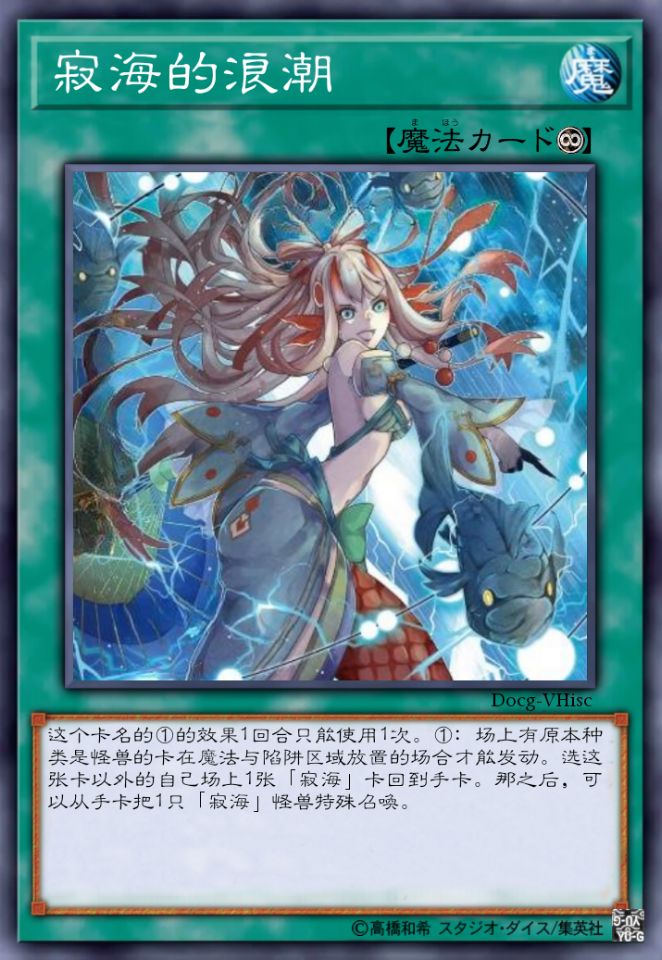 寂海的浪潮
魔
ま ほう
【魔法カード♾】
Docg-VHisc
这个卡名的①的效果1回合只能使用1次。①：场上有原本种
类是怪兽的卡在魔法与陷阱区域放置的场合才能发动。选这
张卡以外的自己场上1张「寂海」卡回到手卡。那之后，可
以从手卡把1只「寂海」怪兽特殊召唤。
©高橋和希 スタジオ・ダイス/集英社